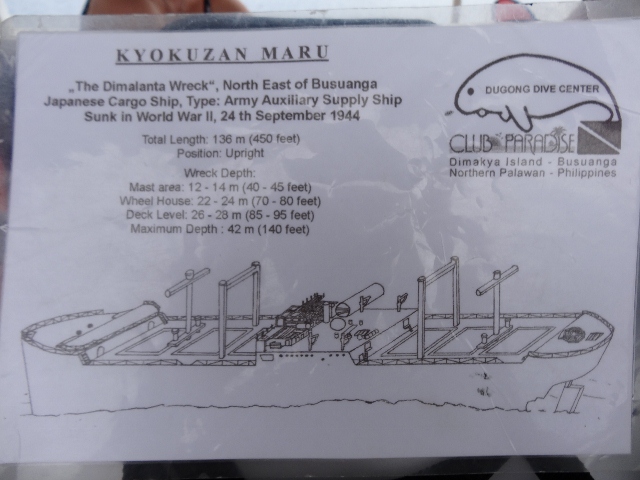 KYOKUZAN MARU
„The Dimalanta Wreck“, North East of Busuanga
Japanese Cargo Ship, Type: Army Auxiliary Supply Ship
Sunk in World War II, 24 th September 1944
Total Length: 136 m (450 feet)
Position: Upright
Wreck Depth:
Mast area: 12 - 14 m (40 - 45 feet)
Wheel House: 22 - 24 m (70 - 80 feet)
Deck Level: 26 - 28 m (85 - 95 feet)
Maximum Depth : 42 m (140 feet)
DUGONG DIVE CENTER
CLUB PARADISE
Dimakya Island - Busuanga
Northern Palawan - Philippines